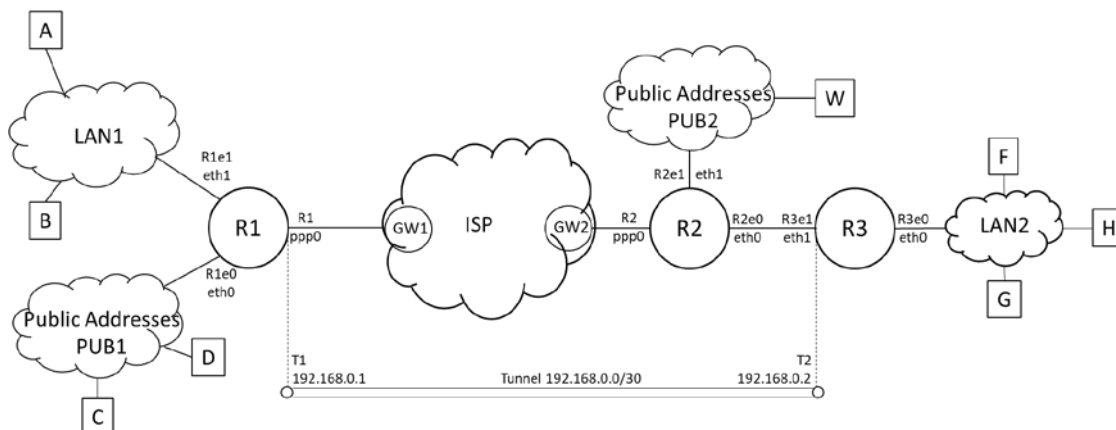 A
LAN1
B
R1e1
eth1
R1
R1
ppp0
R1e0
eth0
Public Addresses
PUB1
D
C
GW1
ISP
GW2
Public Addresses
PUB2
W
R2e1 eth1
R2
ppp0
R2
R2e0
eth0
R3e1
eth1
R3
R3e0
eth0
F
LAN2
H
G
T1
192.168.0.1
Tunnel 192.168.0.0/30
T2
192.168.0.2